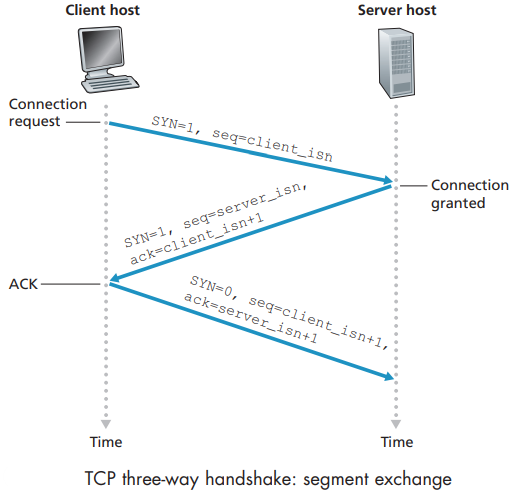 Client host
Server host
Connection
request
SYN=1, seq=client_isn
Connection
granted
SYN=1, seq=server_isn,
ack=client_isn+1
ACK
SYN=0, seq=client_isn+1,
ack=server_isn+1
Time
Time
TCP three-way handshake: segment exchange